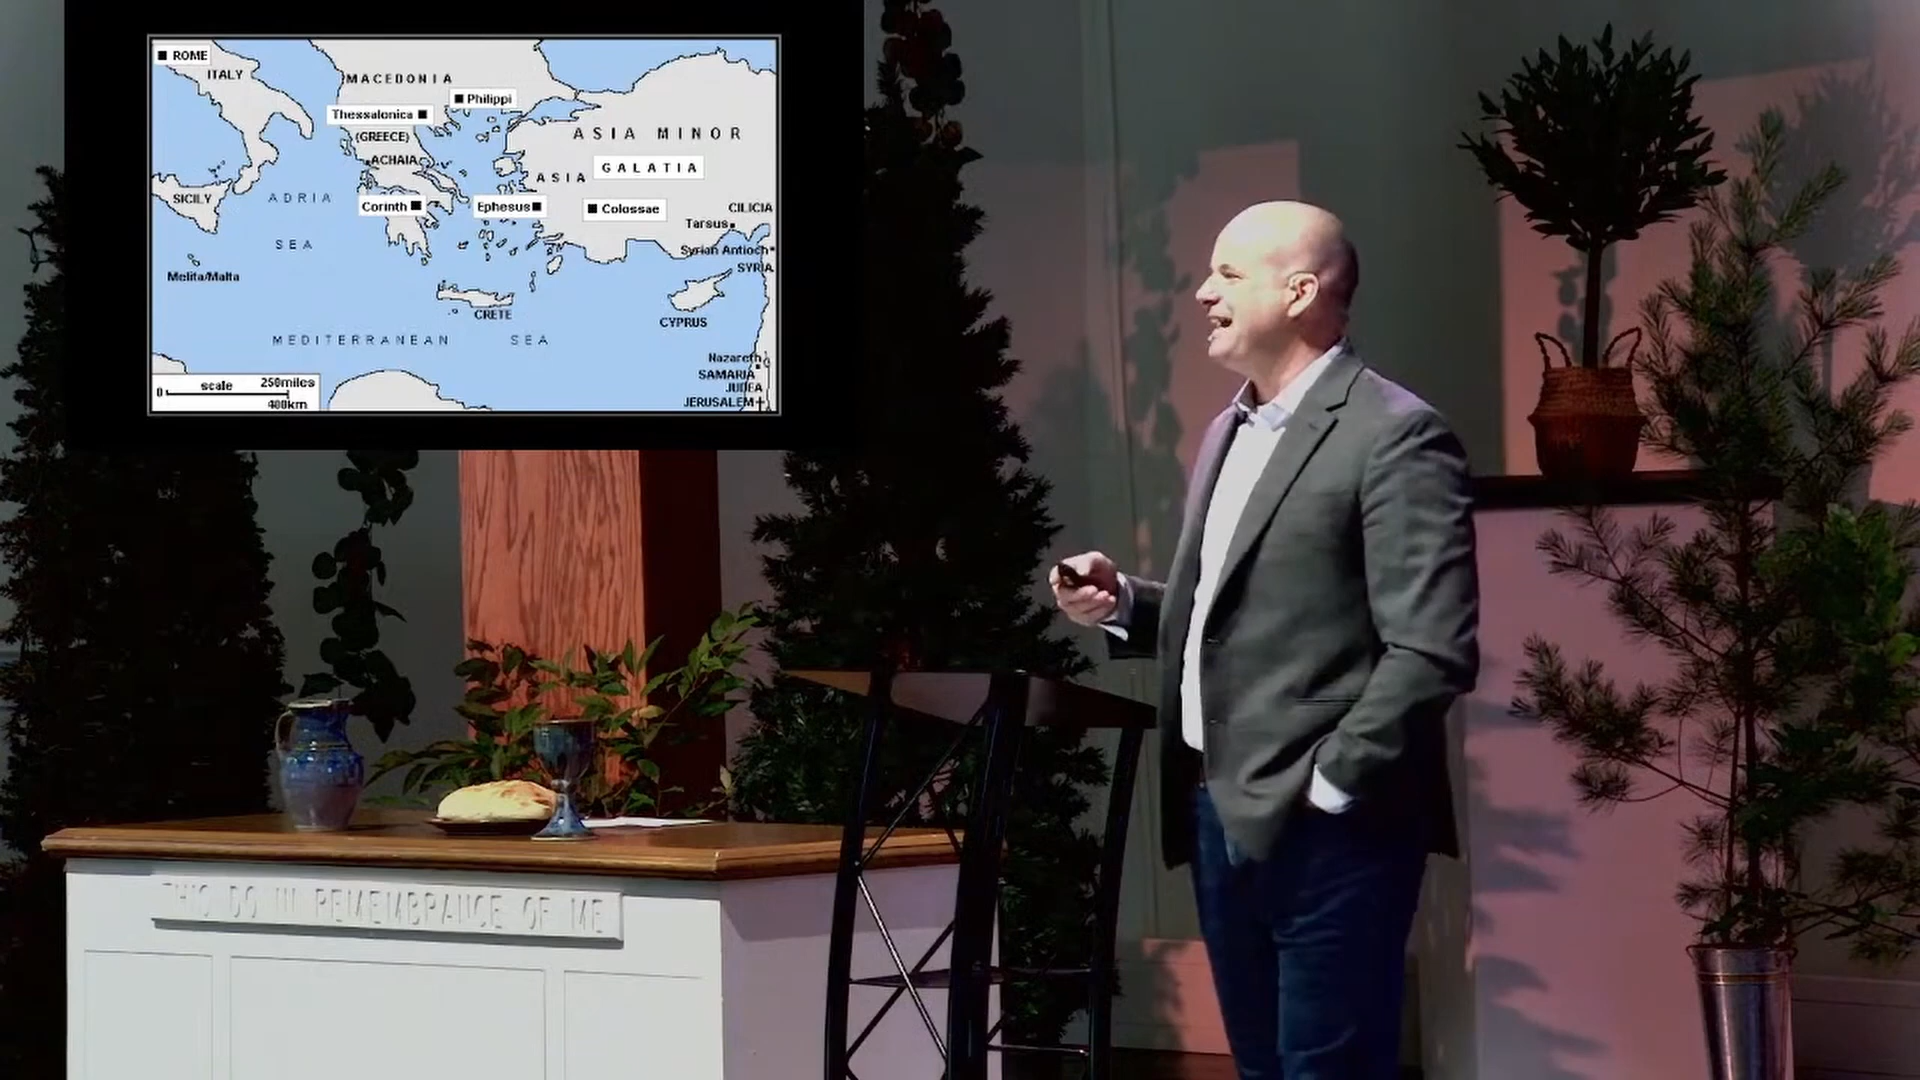 ■ ROME
ITALY
MACEDONIA
■ Philippi
Thessalonica ■
(GREECE)
ASIA MINOR
ACHAIA
GALATIA
ASIA
SICILY
ADRIA
Corinth ■
Ephesus ■
■ Colossae
CILICIA
Tarsus
SEA
Syrian Antioch
SYRIA
Melita/Malta
CRETE
CYPRUS
MEDITERRANEAN SEA
Nazareth
SAMARIA
JUDEA
JERUSALEM
scale 250miles
0
400km
THIS DO IN REMEMBRANCE OF ME